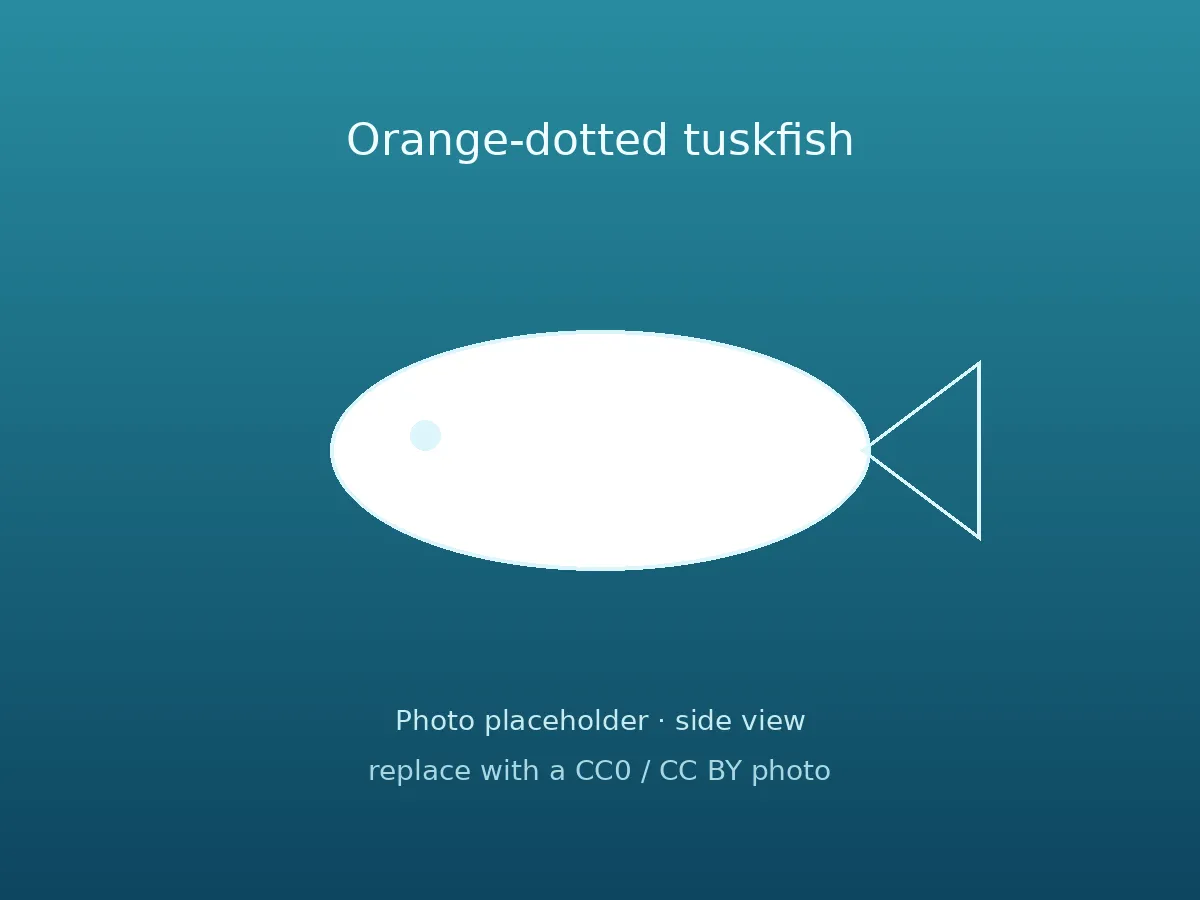 Orange-dotted tuskfish
Photo placeholder · side view
replace with a CC0 / CC BY photo